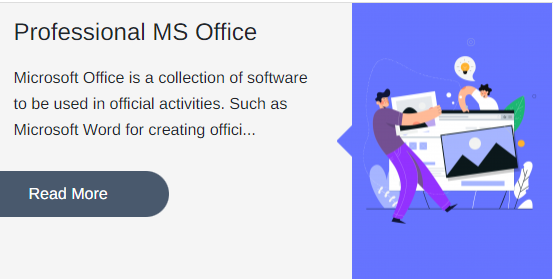 Professional MS Office
Microsoft Office is a collection of software
to be used in official activities. Such as
Microsoft Word for creating offici...
Read More